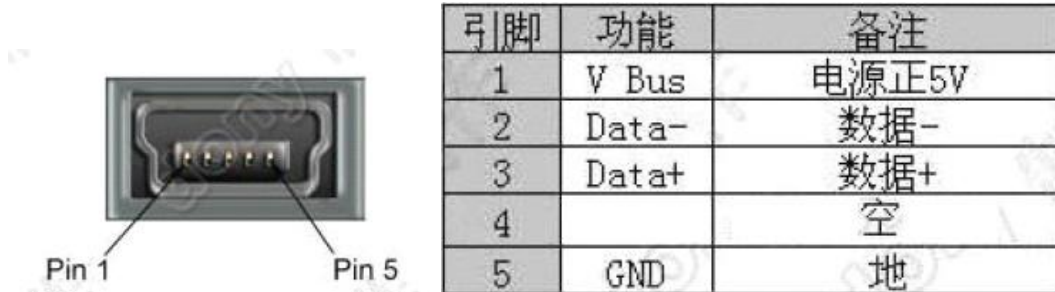 引脚 功能 备注
1 V Bus 电源正5V
2 Data- 数据-
3 Data+ 数据+
4 空
5 GND 地
Pin 1 Pin 5